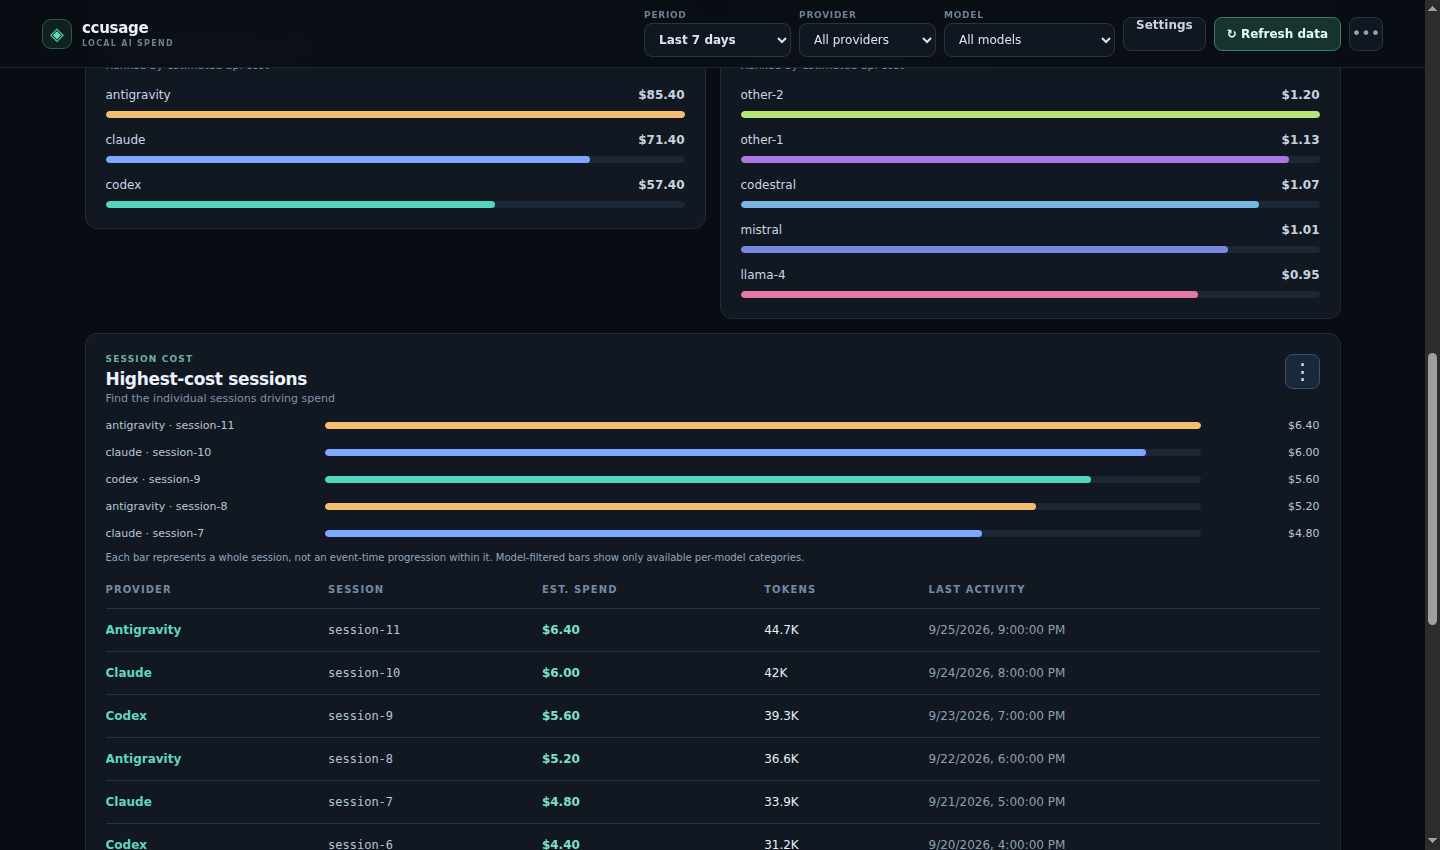 ccusage
LOCAL AI SPEND
PERIOD
Last 7 days
PROVIDER
All providers
MODEL
All models
Settings
↻ Refresh data
•••
antigravity $85.40
claude $71.40
codex $57.40
other-2 $1.20
other-1 $1.13
codestral $1.07
mistral $1.01
llama-4 $0.95
SESSION COST
Highest-cost sessions
Find the individual sessions driving spend
antigravity · session-11 $6.40
claude · session-10 $6.00
codex · session-9 $5.60
antigravity · session-8 $5.20
claude · session-7 $4.80
Each bar represents a whole session, not an event-time progression within it. Model-filtered bars show only available per-model categories.
PROVIDER SESSION EST. SPEND TOKENS LAST ACTIVITY
Antigravity session-11 $6.40 44.7K 9/25/2026, 9:00:00 PM
Claude session-10 $6.00 42K 9/24/2026, 8:00:00 PM
Codex session-9 $5.60 39.3K 9/23/2026, 7:00:00 PM
Antigravity session-8 $5.20 36.6K 9/22/2026, 6:00:00 PM
Claude session-7 $4.80 33.9K 9/21/2026, 5:00:00 PM
Codex session-6 $4.40 31.2K 9/20/2026, 4:00:00 PM